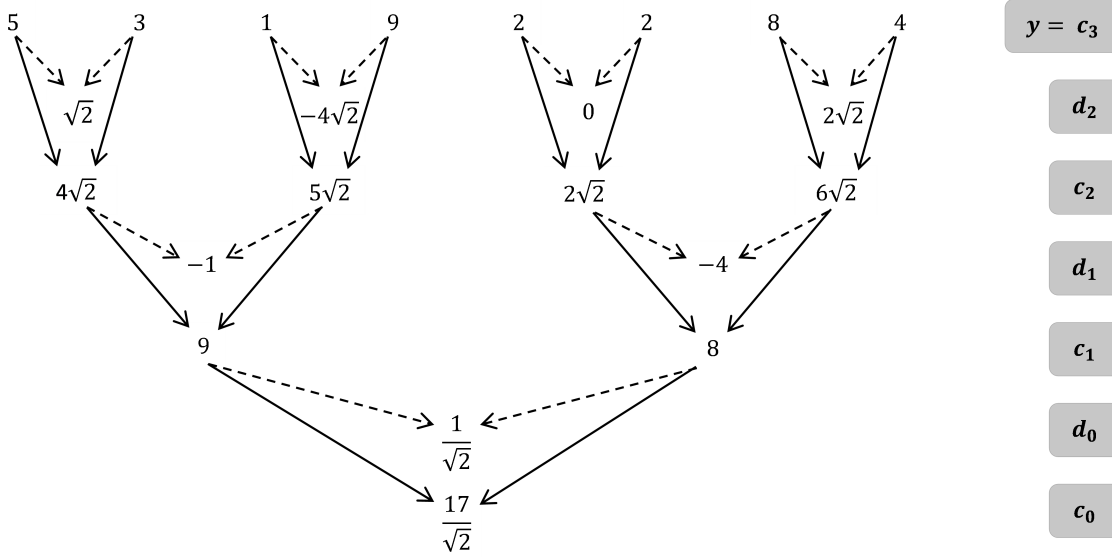 5 3 1 9 2 2 8 4 y = c₃
√2 −4√2 0 2√2 d₂
4√2 5√2 2√2 6√2 c₂
−1 −4 d₁
9 8 c₁
1/√2 d₀
17/√2 c₀